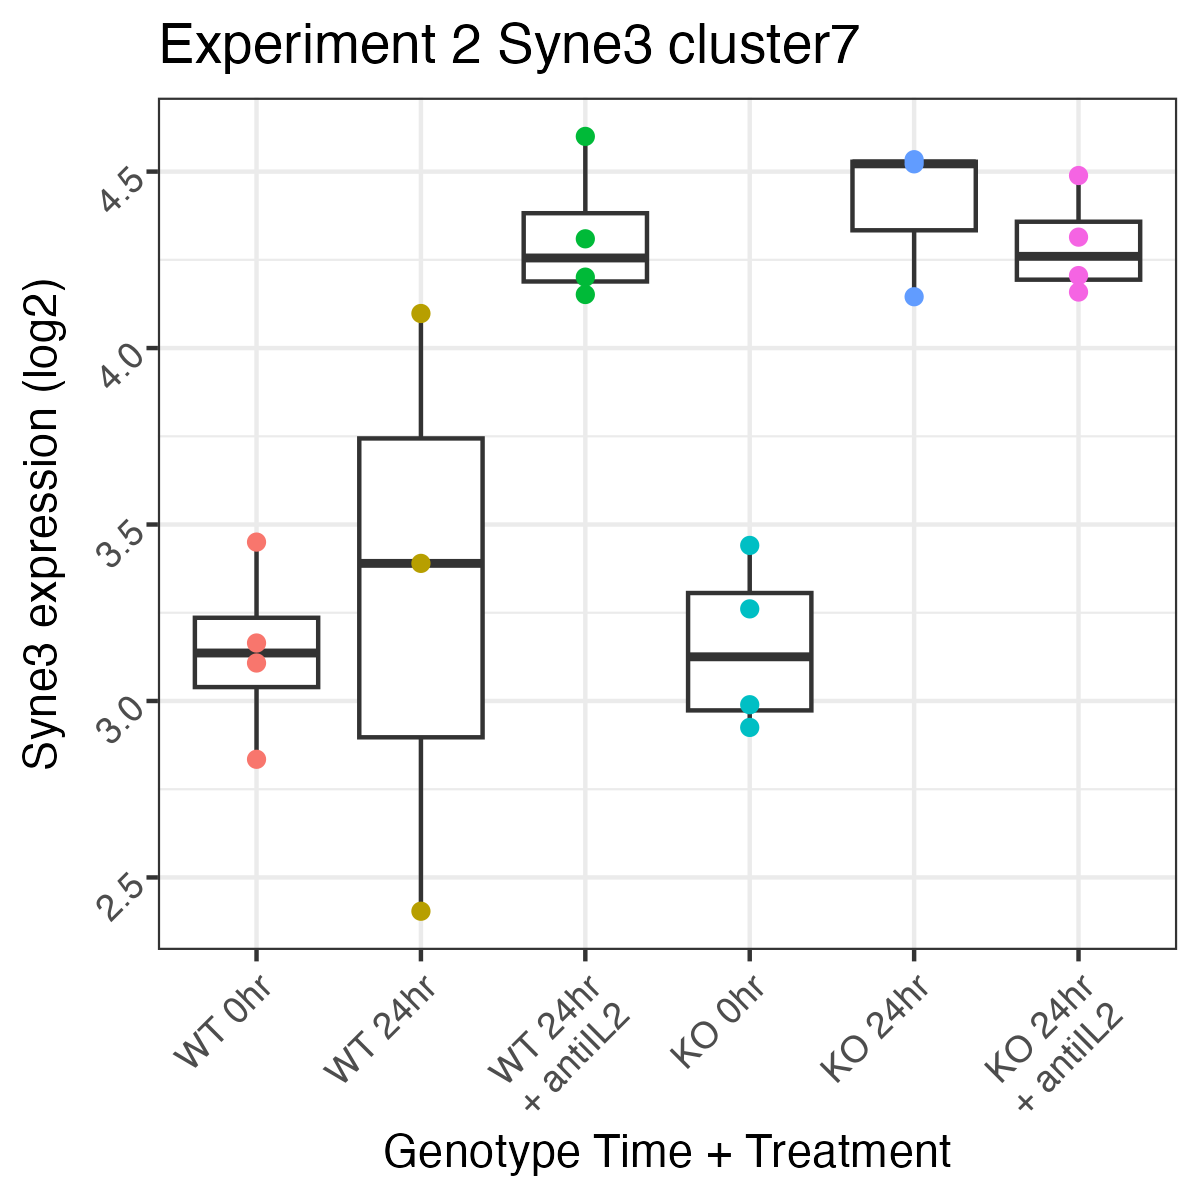 Experiment 2 Syne3 cluster7
Syne3 expression (log2)
4.5
4.0
3.5
3.0
2.5
WT 0hr
WT 24hr
WT 24hr
+ antiIL2
KO 0hr
KO 24hr
KO 24hr
+ antiIL2
Genotype Time + Treatment